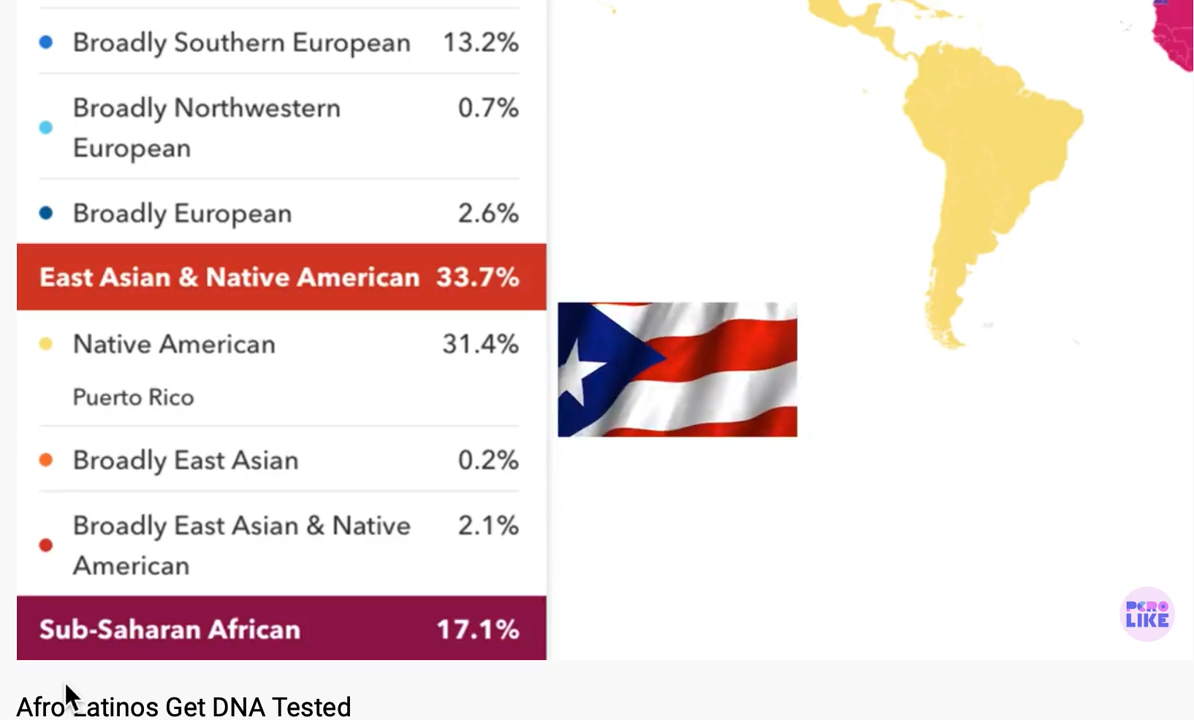 Broadly Southern European 13.2%
Broadly Northwestern 0.7%
European
Broadly European 2.6%
East Asian & Native American 33.7%
Native American 31.4%
Puerto Rico
Broadly East Asian 0.2%
Broadly East Asian & Native 2.1%
American
Sub-Saharan African 17.1%
PERO
LIKE
Afro Latinos Get DNA Tested